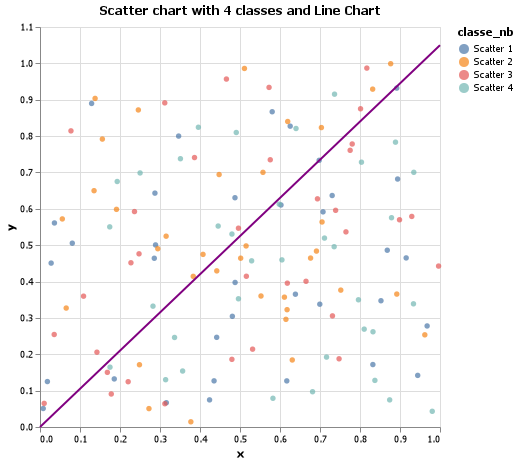 Scatter chart with 4 classes and Line Chart
classe_nb
Scatter 1
Scatter 2
Scatter 3
Scatter 4
y
1.1
1.0
0.9
0.8
0.7
0.6
0.5
0.4
0.3
0.2
0.1
0.0
0.0 0.1 0.2 0.3 0.4 0.5 0.6 0.7 0.8 0.9 1.0
x